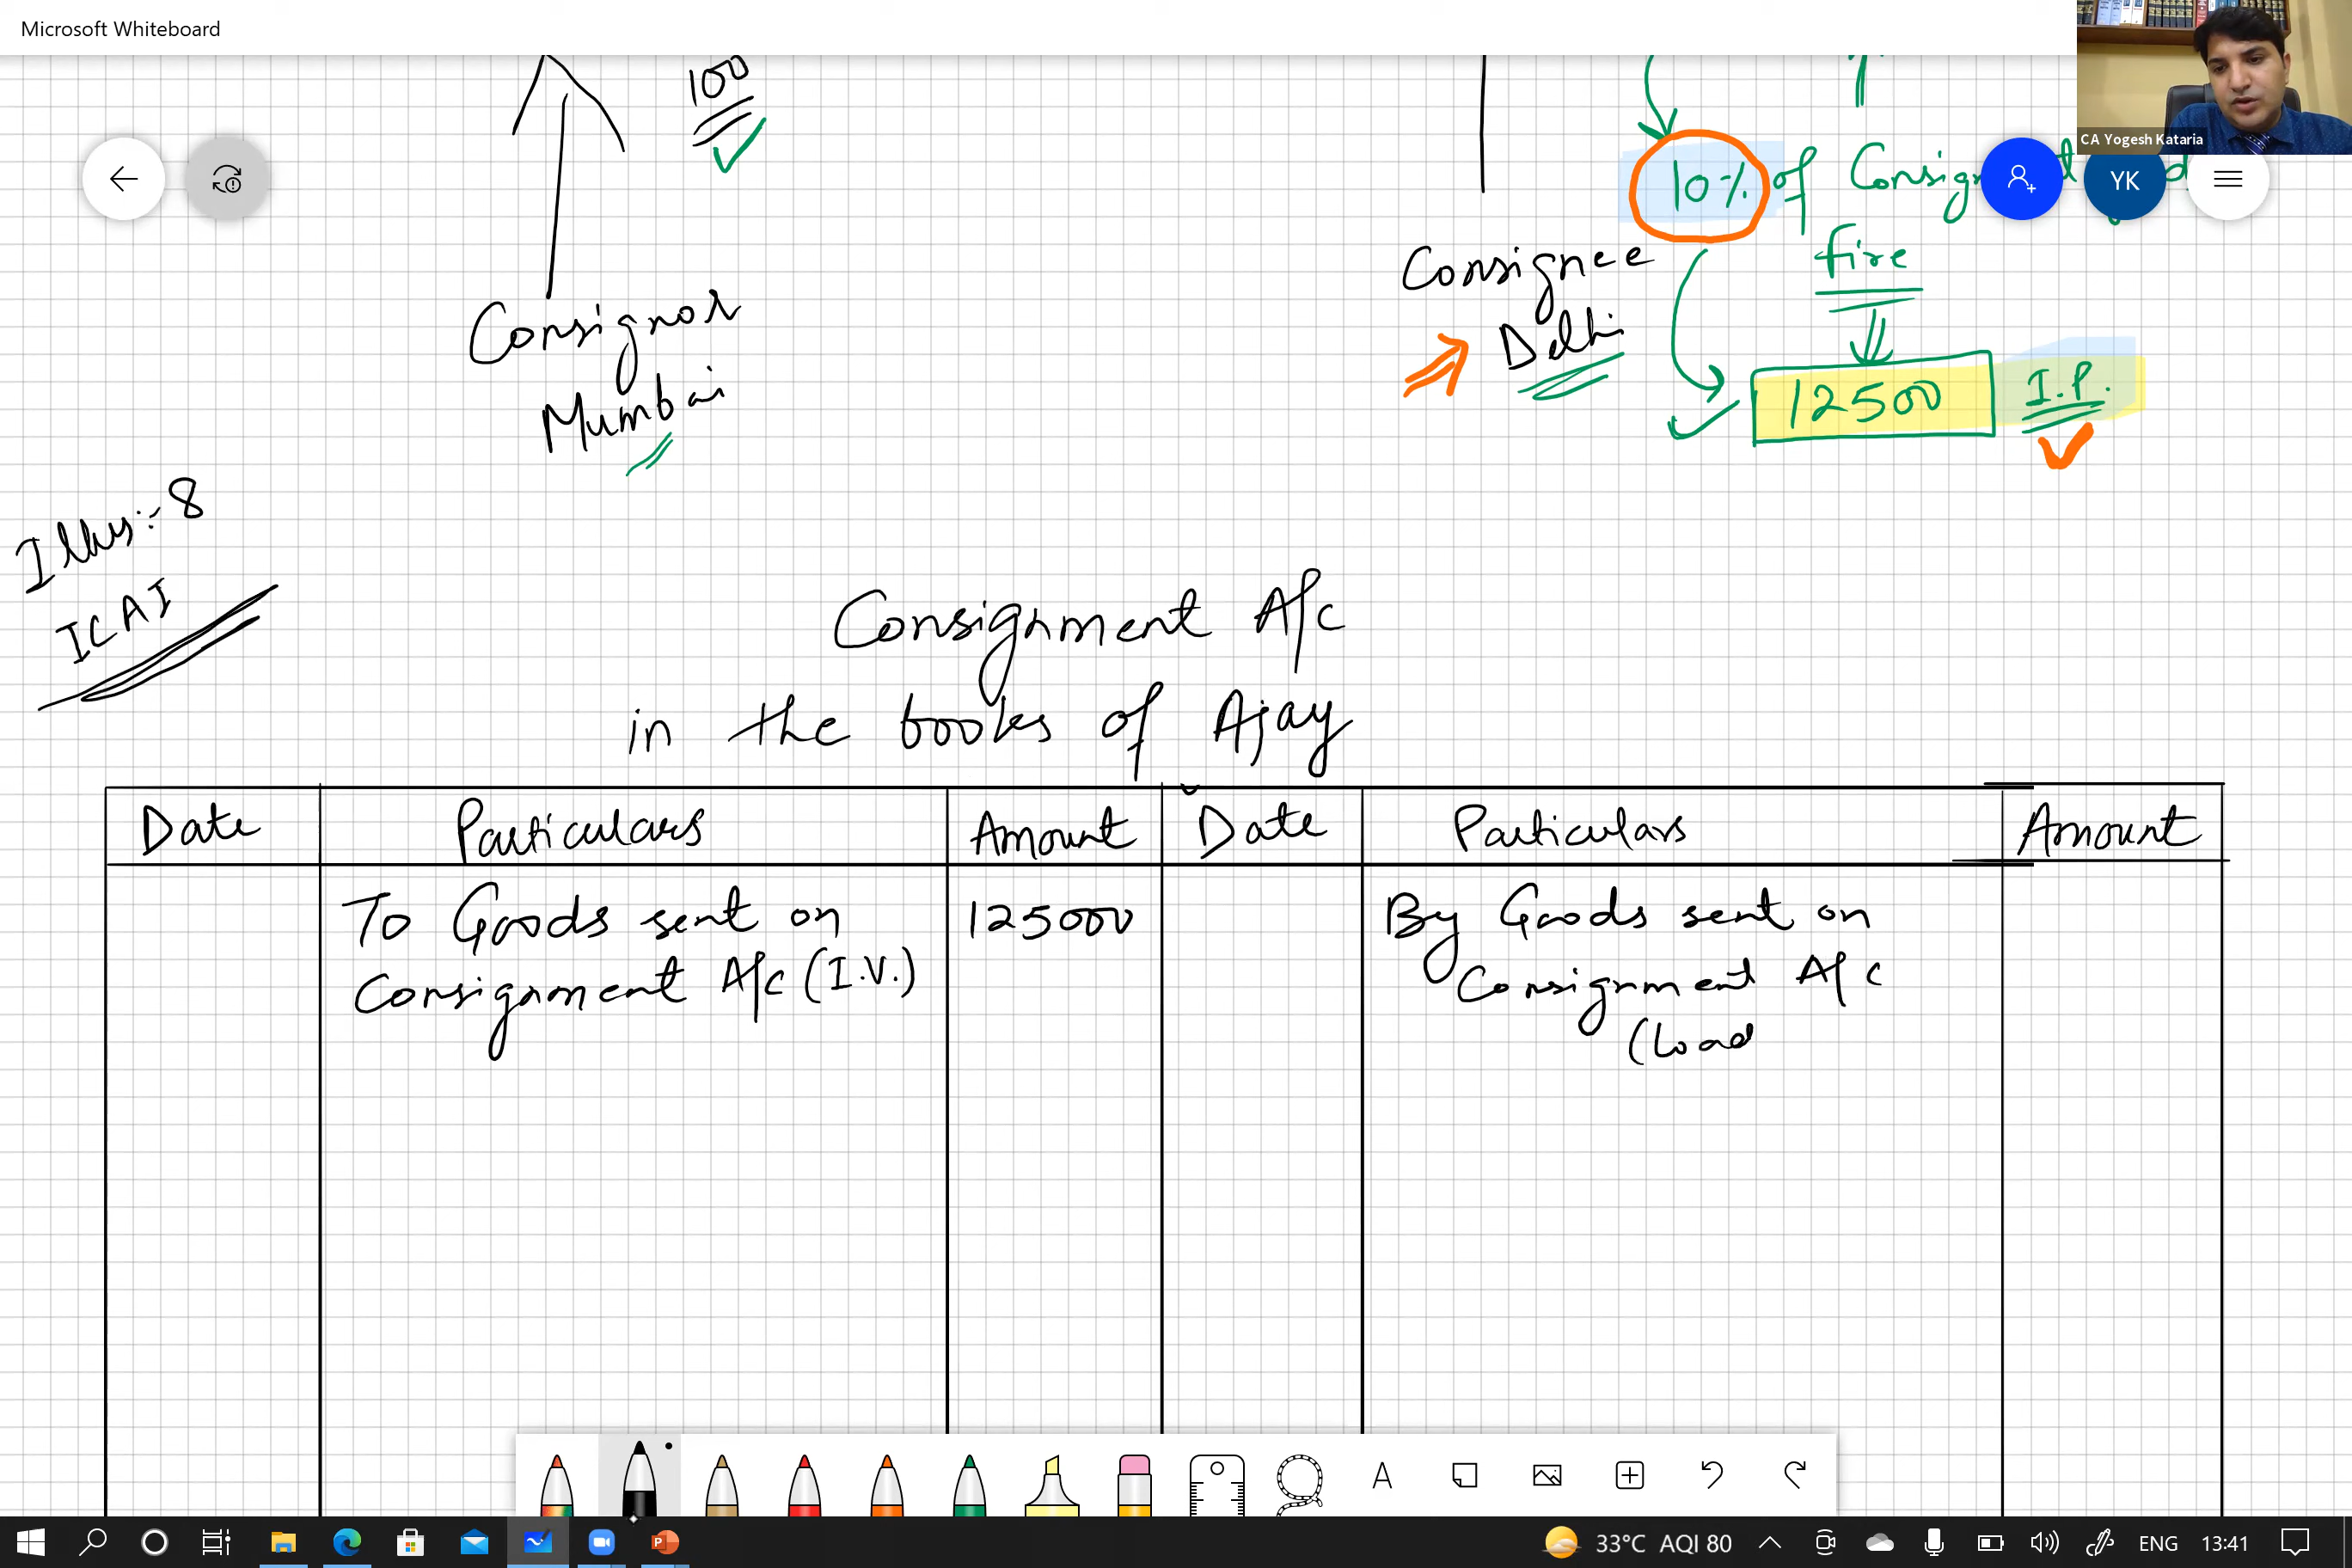 Microsoft Whiteboard
CA Yogesh Kataria
YK
100
10% of
fire
Consignee
Delhi
12500 I.P.
Consignor
Mumbai
Illus:- 8
ICAI
Consignment A/c
in the books of Ajay
Date Particulars Amount Date Particulars Amount
To Goods sent on 125000 By Goods sent on
Consignment A/c (I.V.) Consignment A/c
(Load
A
33°C AQI 80 ENG 13:41